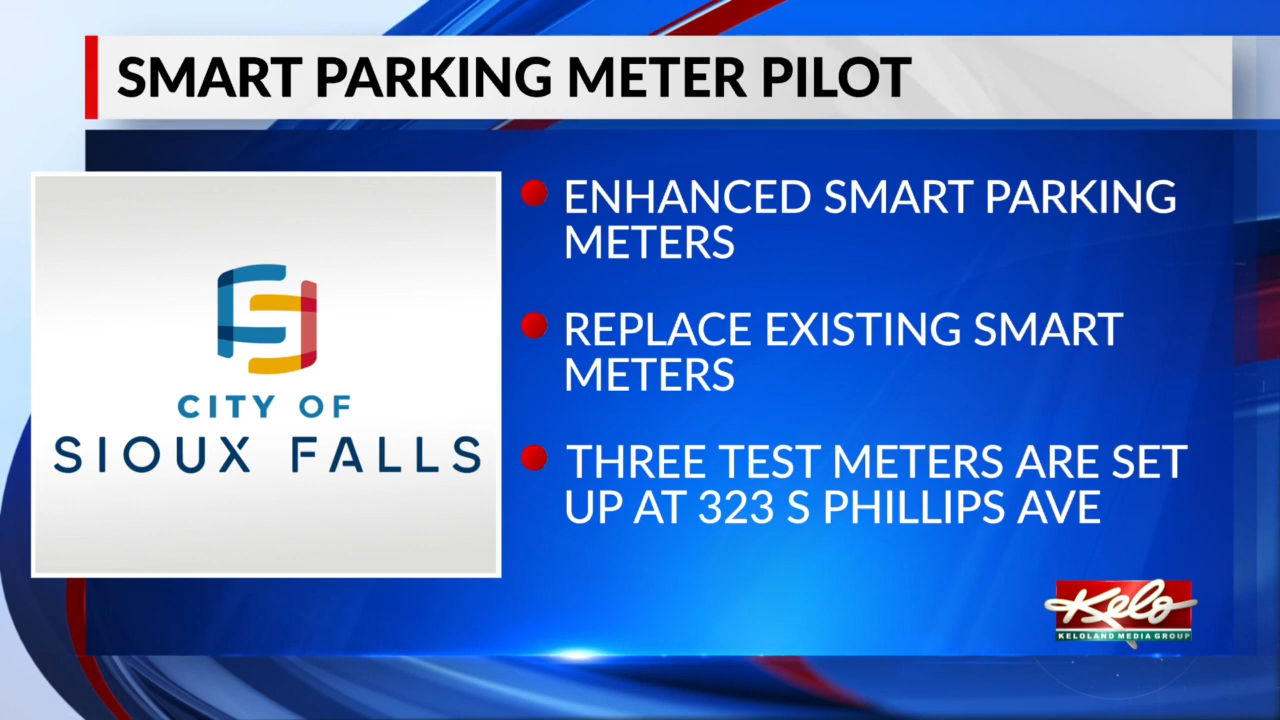 SMART PARKING METER PILOT
CITY OF
SIOUX FALLS
ENHANCED SMART PARKING
METERS
REPLACE EXISTING SMART
METERS
THREE TEST METERS ARE SET
UP AT 323 S PHILLIPS AVE
Kelo
KELOLAND MEDIA GROUP